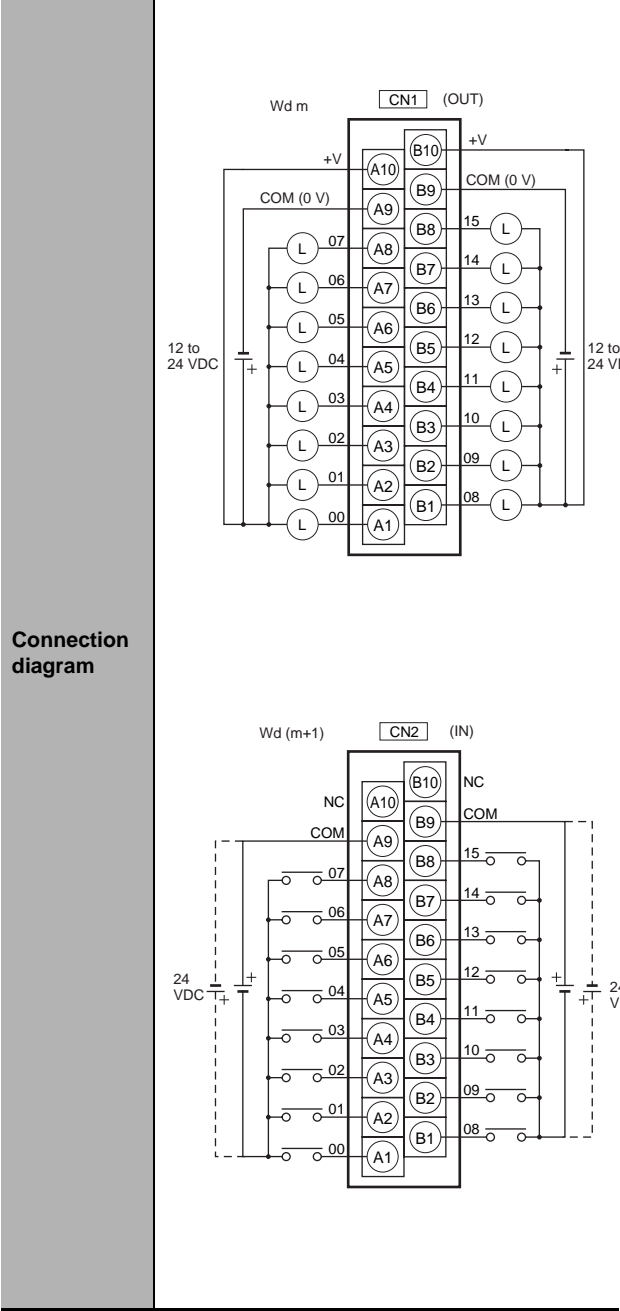 Connection
diagram
Wd m
CN1 (OUT)
+V
B10
+V
A10
COM (0 V)
B9
COM (0 V)
A9
B8
15
L
L
07
A8
B7
14
L
L
06
A7
B6
13
L
L
05
A6
B5
12
L
12 to
24 VDC
+
L
04
A5
B4
11
L
+
12 to
L
03
A4
B3
10
L
L
02
A3
B2
09
L
L
01
A2
B1
08
L
L
00
A1
Wd (m+1)
CN2 (IN)
B10
NC
NC
A10
B9
COM
COM
A9
B8
15
07
A8
B7
14
06
A7
B6
13
05
A6
B5
12
24
VDC
+
+
04
A5
B4
11
+
+
03
A4
B3
10
02
A3
B2
09
01
A2
B1
08
00
A1